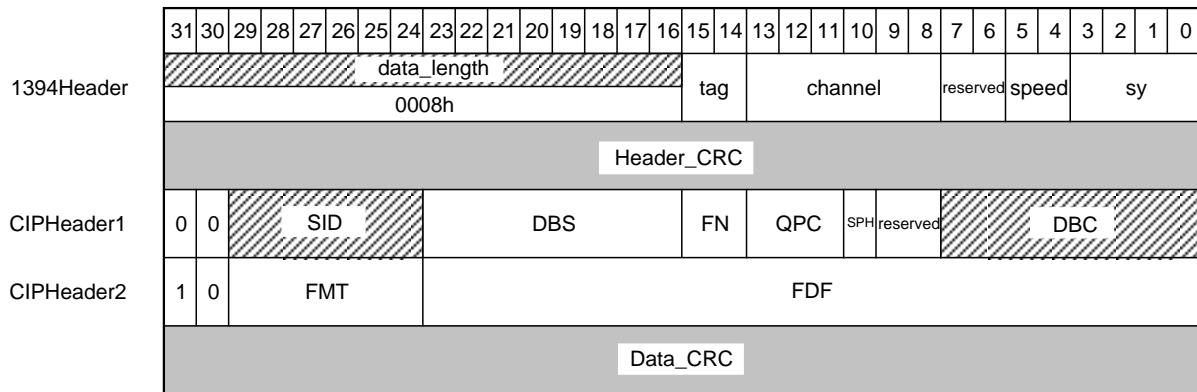 31 30 29 28 27 26 25 24 23 22 21 20 19 18 17 16 15 14 13 12 11 10 9 8 7 6 5 4 3 2 1 0
1394Header data_length tag channel reserved speed sy
0008h
Header_CRC
CIPHeader1 0 0 SID DBS FN QPC SPH reserved DBC
CIPHeader2 1 0 FMT FDF
Data_CRC